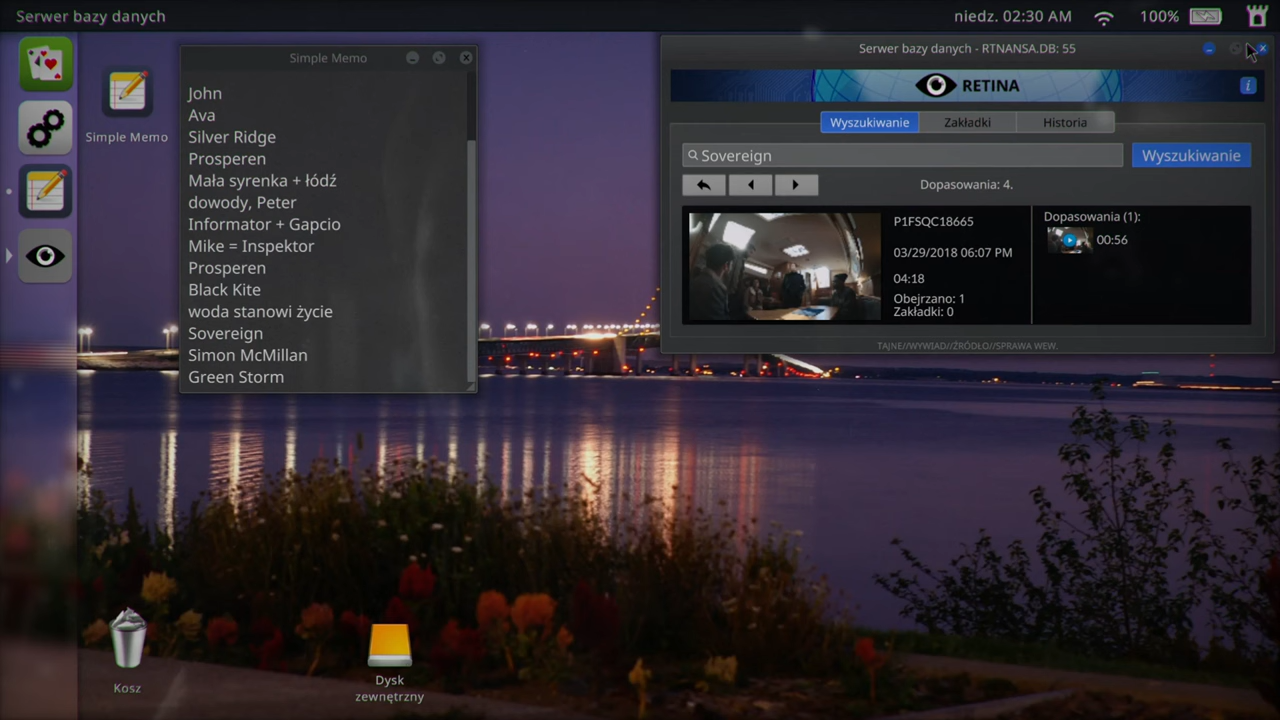 Serwer bazy danych
niedz. 02:30 AM
100%
Simple Memo
Simple Memo
John
Ava
Silver Ridge
Prosperen
Mała syrenka + łódź
dowody, Peter
Informator + Gapcio
Mike = Inspektor
Prosperen
Black Kite
woda stanowi życie
Sovereign
Simon McMillan
Green Storm
Serwer bazy danych - RTNANSA.DB: 55
RETINA
i
Wyszukiwanie
Zakładki
Historia
Sovereign
Wyszukiwanie
Dopasowania: 4.
P1FSQC18665
03/29/2018 06:07 PM
04:18
Obejrzano: 1
Zakładki: 0
Dopasowania (1):
00:56
TAJNE//WYWIAD//ŹRÓDŁO//SPRAWA WEW.
Kosz
Dysk
zewnętrzny